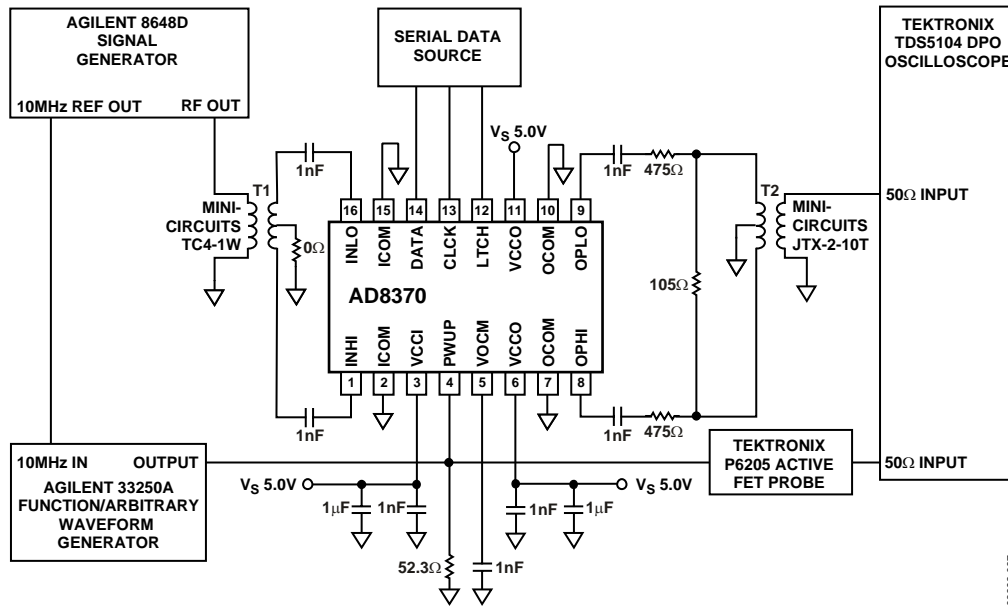 AGILENT 8648D
SIGNAL
GENERATOR
10MHz REF OUT RF OUT
SERIAL DATA
SOURCE
TEKTRONIX
TDS5104 DPO
OSCILLOSCOPE
50Ω INPUT
50Ω INPUT
VS 5.0V
1nF
1nF
475Ω
T1
MINI-
CIRCUITS
TC4-1W
0Ω
T2
MINI-
CIRCUITS
JTX-2-10T
105Ω
16 15 14 13 12 11 10 9
INLO ICOM DATA CLCK LTCH VCCO OCOM OPLO
AD8370
INHI ICOM VCCI PWUP VOCM VCCO OCOM OPHI
1 2 3 4 5 6 7 8
1nF
1nF
475Ω
10MHz IN OUTPUT
AGILENT 33250A
FUNCTION/ARBITRARY
WAVEFORM
GENERATOR
TEKTRONIX
P6205 ACTIVE
FET PROBE
VS 5.0V
1µF
1nF
VS 5.0V
1nF
1µF
52.3Ω
1nF